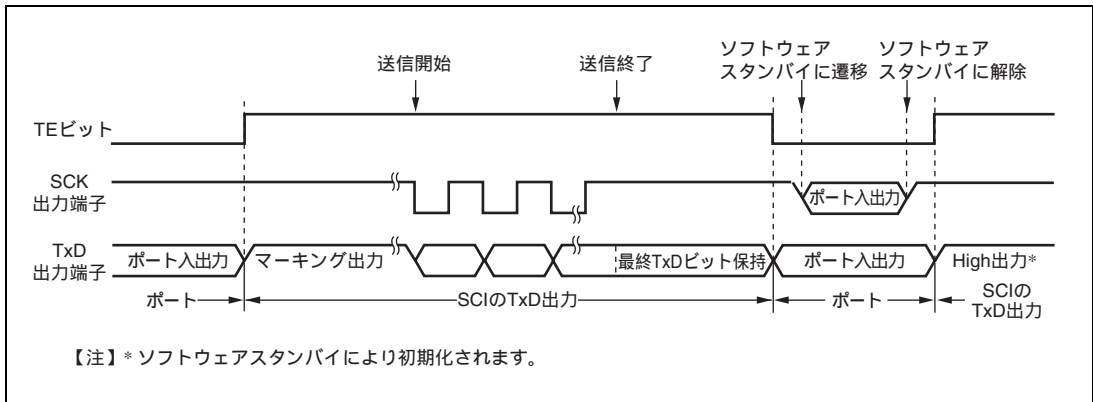 送信開始
送信終了
ソフトウェア
スタンバイに遷移
ソフトウェア
スタンバイに解除
TEビット
SCK
出力端子
ポート入出力
TxD
出力端子
ポート入出力
マーキング出力
最終TxDビット保持
ポート入出力
High出力*
ポート
SCIのTxD出力
ポート
SCIの
TxD出力
【注】* ソフトウェアスタンバイにより初期化されます。